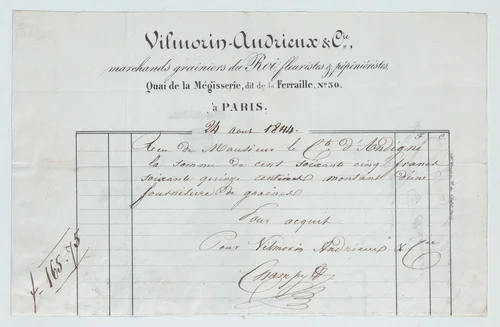 Vilmorin-Andrieux & Cie.,
marchands grainiers du Roi fleuristes & pépiniéristes,
Quai de la Mégisserie, dit de la Ferraille, No 30.
à PARIS.
24 Aout 1844.
Reçu de Monsieur le Cte d'Andigné
la somme de cent soixante cinq francs
soixante quinze centimes montant d'une
fourniture de graines
Pour acquit
Pour Vilmorin Andrieux & Cie
f. 165.75